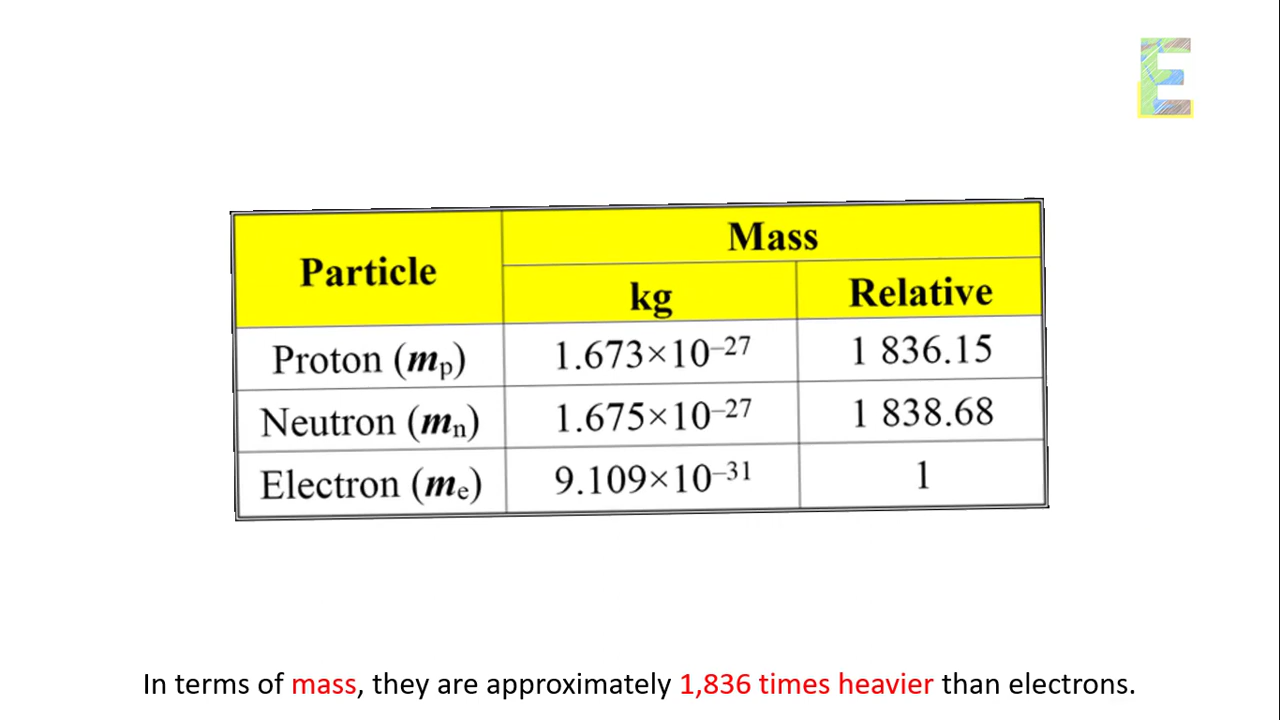 E
Particle Mass
kg Relative
Proton (mp) 1.673×10–27 1 836.15
Neutron (mn) 1.675×10–27 1 838.68
Electron (me) 9.109×10–31 1
In terms of mass, they are approximately 1,836 times heavier than electrons.